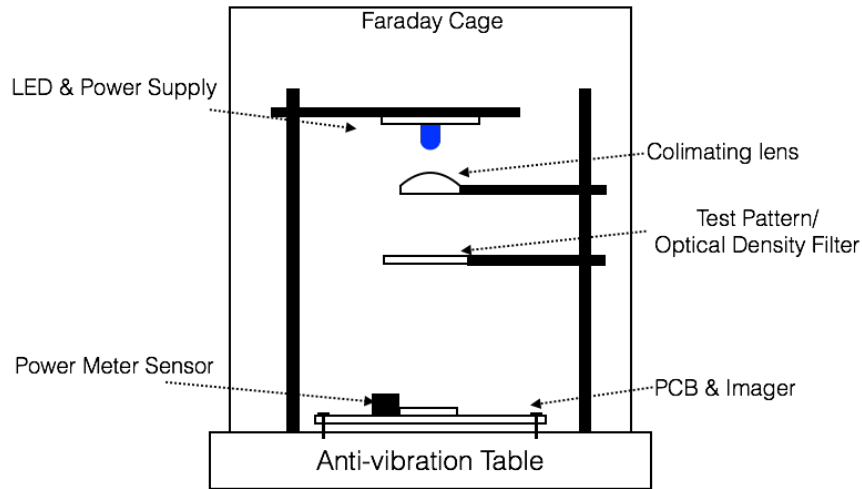 Faraday Cage
LED & Power Supply
Colimating lens
Test Pattern/
Optical Density Filter
Power Meter Sensor
PCB & Imager
Anti-vibration Table